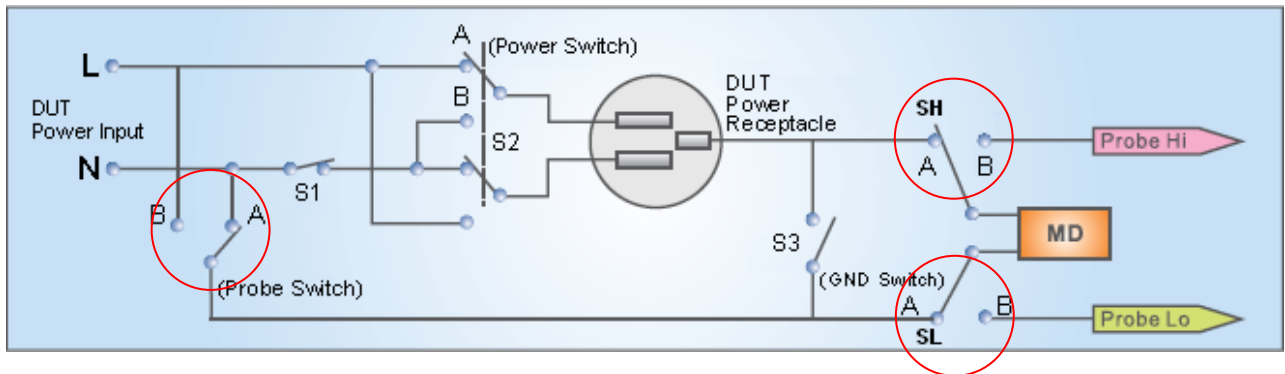 L
DUT
Power Input
N
B
A
(Probe Switch)
S1
A
(Power Switch)
B
S2
DUT
Power
Receptacle
S3
(GND Switch)
SH
A
B
Probe Hi
MD
A
B
SL
Probe Lo